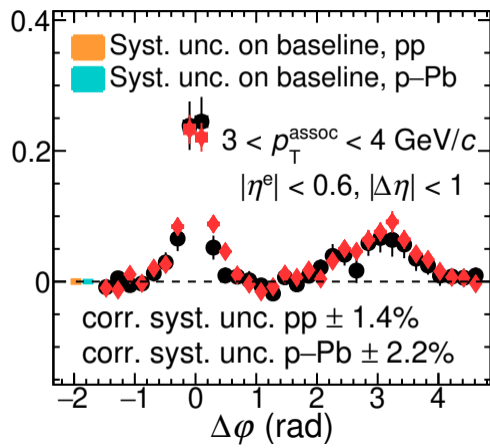 0.4
Syst. unc. on baseline, pp
Syst. unc. on baseline, p−Pb
3 < p_T^assoc < 4 GeV/c
0.2
|η^e| < 0.6, |Δη| < 1
0
corr. syst. unc. pp ± 1.4%
corr. syst. unc. p−Pb ± 2.2%
−2 −1 0 1 2 3 4
Δφ (rad)